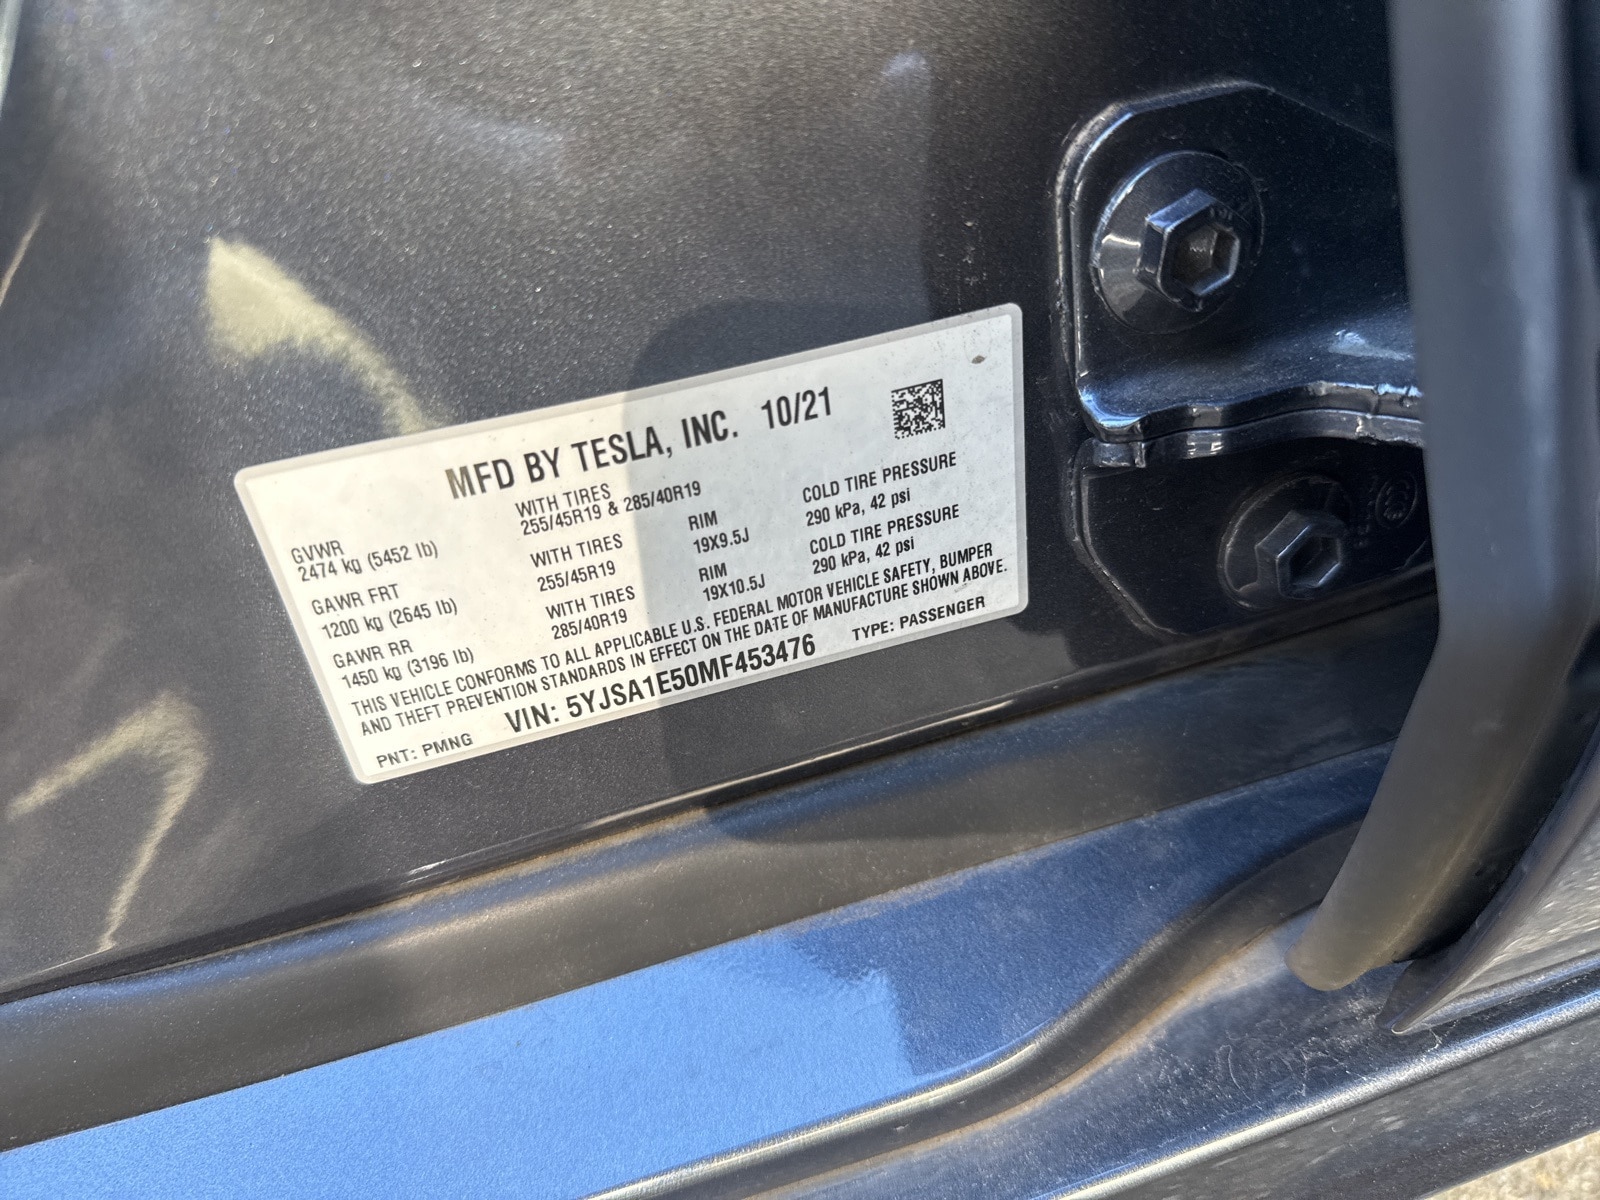 MFD BY TESLA, INC. 10/21
GVWR
2474 kg (5452 lb)
WITH TIRES
255/45R19 & 285/40R19
GAWR FRT
1200 kg (2645 lb)
WITH TIRES
255/45R19
RIM
19X9.5J
COLD TIRE PRESSURE
290 kPa, 42 psi
GAWR RR
1450 kg (3196 lb)
WITH TIRES
285/40R19
RIM
19X10.5J
COLD TIRE PRESSURE
290 kPa, 42 psi
THIS VEHICLE CONFORMS TO ALL APPLICABLE U.S. FEDERAL MOTOR VEHICLE SAFETY, BUMPER
AND THEFT PREVENTION STANDARDS IN EFFECT ON THE DATE OF MANUFACTURE SHOWN ABOVE.
PNT: PMNG VIN: 5YJSA1E50MF453476 TYPE: PASSENGER